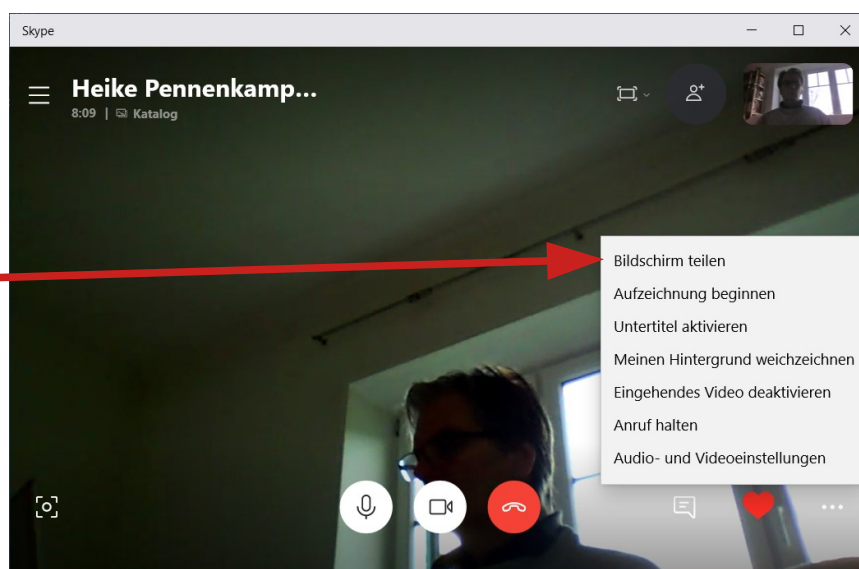 Skype
Heike Pennenkamp...
8:09 | Katalog
Bildschirm teilen
Aufzeichnung beginnen
Untertitel aktivieren
Meinen Hintergrund weichzeichnen
Eingehendes Video deaktivieren
Anruf halten
Audio- und Videoeinstellungen